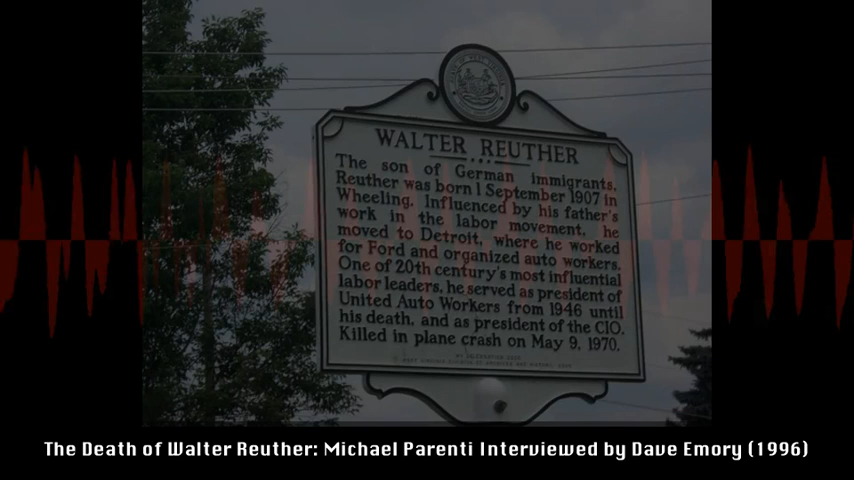 WALTER REUTHER
The son of German immigrants,
Reuther was born 1 September 1907 in
Wheeling. Influenced by his father's
work in the labor movement, he
moved to Detroit, where he worked
for Ford and organized auto workers.
One of 20th century's most influential
labor leaders, he served as president of
United Auto Workers from 1946 until
his death, and as president of the CIO.
Killed in plane crash on May 9, 1970.
The Death of Walter Reuther: Michael Parenti Interviewed by Dave Emory (1996)